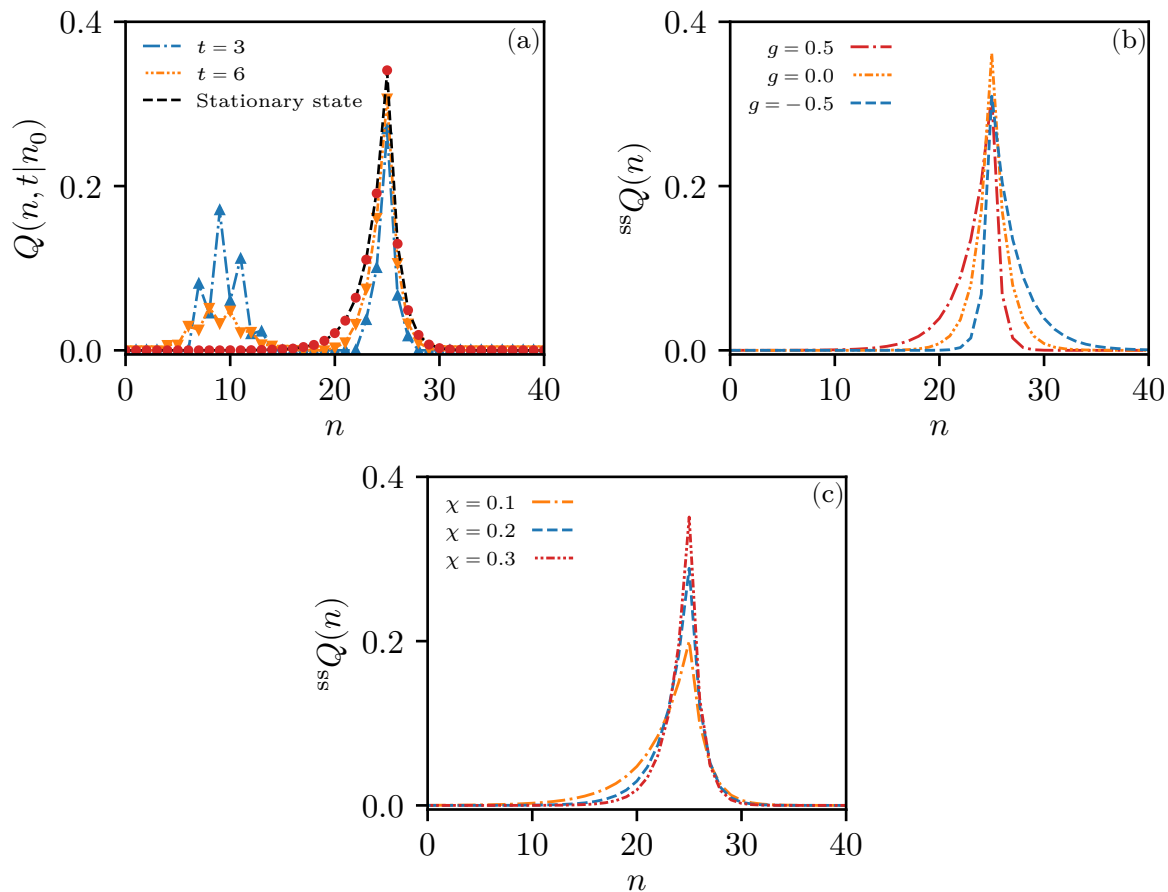 (a)
t = 3
t = 6
Stationary state
Q(n, t|n₀)
0.4
0.2
0.0
0 10 20 30 40
n
(b)
g = 0.5
g = 0.0
g = −0.5
ˢˢQ(n)
0.4
0.2
0.0
0 10 20 30 40
n
(c)
χ = 0.1
χ = 0.2
χ = 0.3
ˢˢQ(n)
0.4
0.2
0.0
0 10 20 30 40
n